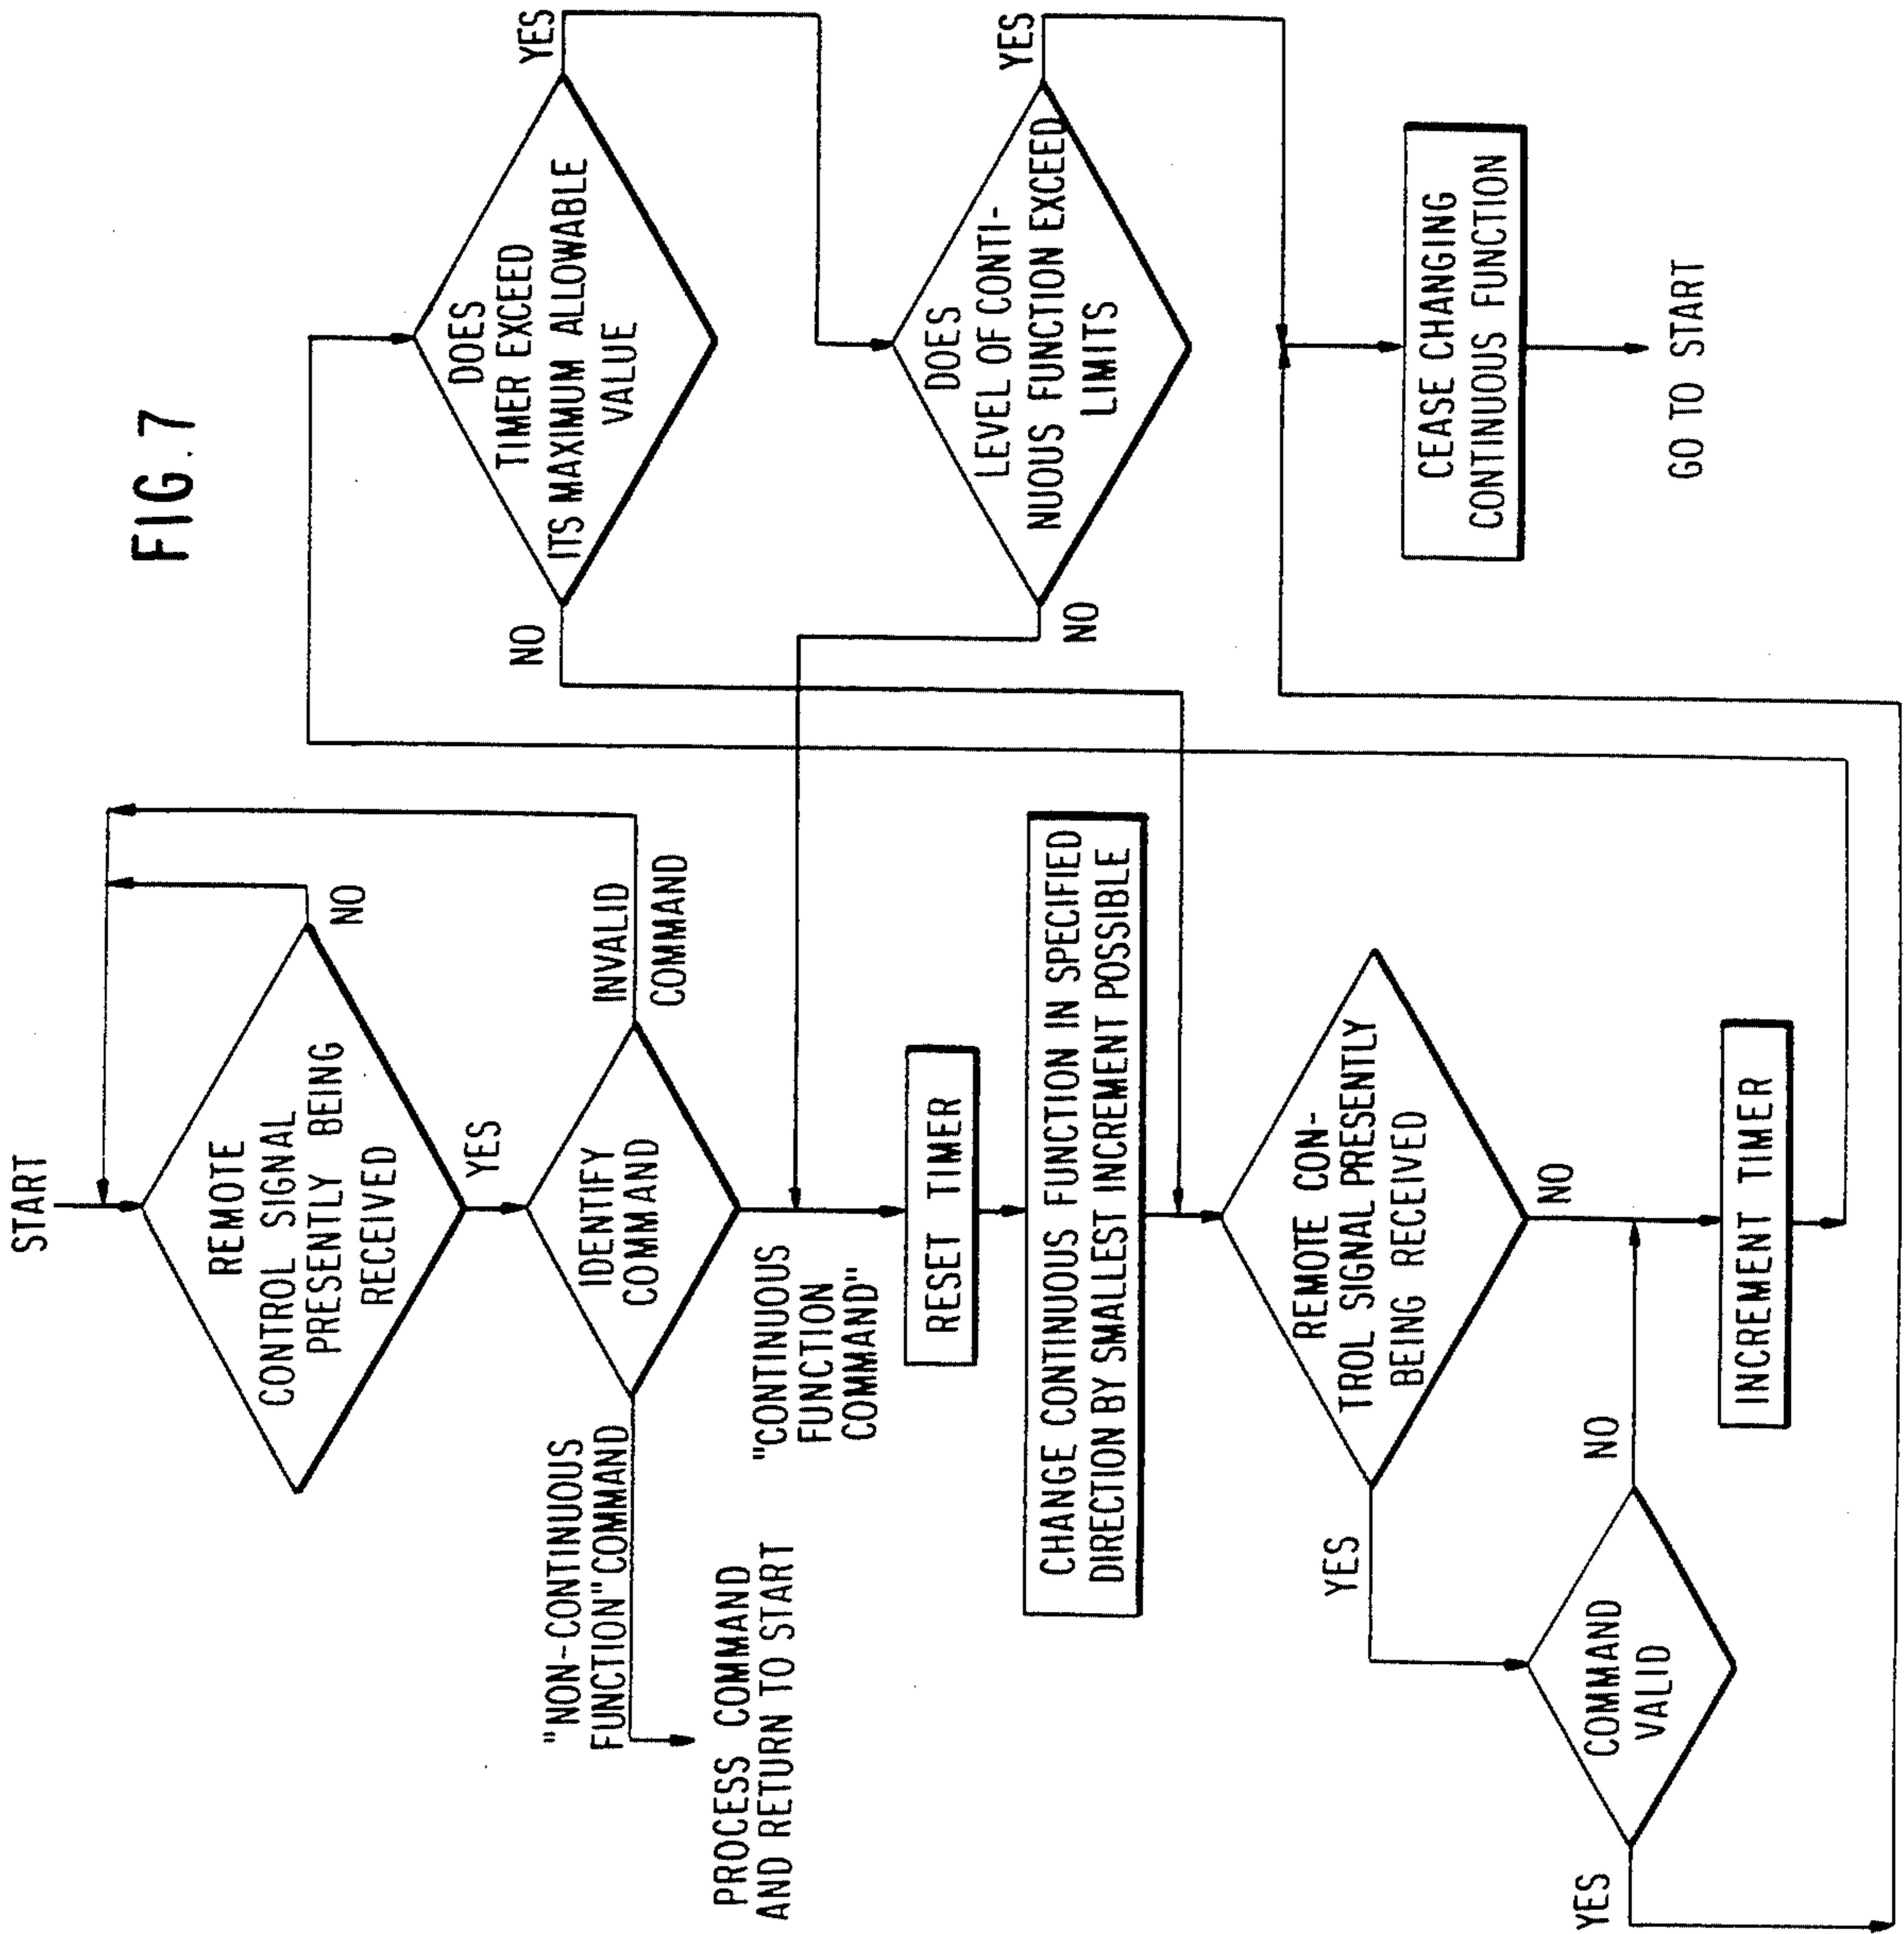 FIG. 7
START
REMOTE
CONTROL SIGNAL
PRESENTLY BEING
RECEIVED
NO
YES
IDENTIFY
COMMAND
INVALID
COMMAND
"NON-CONTINUOUS
FUNCTION" COMMAND
PROCESS COMMAND
AND RETURN TO START
"CONTINUOUS
FUNCTION
COMMAND"
RESET TIMER
CHANGE CONTINUOUS FUNCTION IN SPECIFIED
DIRECTION BY SMALLEST INCREMENT POSSIBLE
REMOTE CON-
TROL SIGNAL PRESENTLY
BEING RECEIVED
YES
NO
COMMAND
VALID
NO
YES
INCREMENT TIMER
DOES
TIMER EXCEED
ITS MAXIMUM ALLOWABLE
VALUE
YES
NO
DOES
LEVEL OF CONTI-
NUOUS FUNCTION EXCEED
LIMITS
YES
NO
CEASE CHANGING
CONTINUOUS FUNCTION
GO TO START